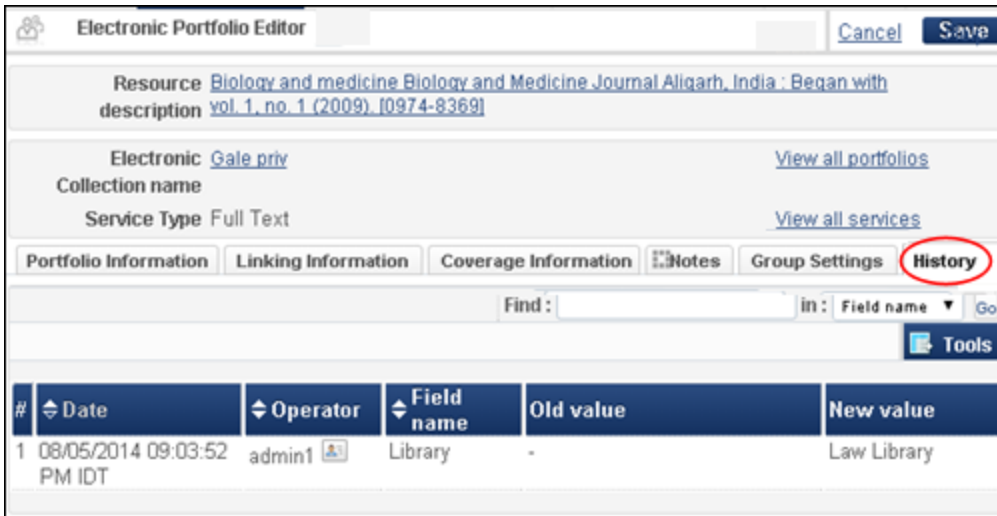 Electronic Portfolio Editor Cancel Save
Resource description Biology and medicine Biology and Medicine Journal Aligarh, India : Began with
vol. 1, no. 1 (2009). [0974-8369]
Electronic Collection name Gale priv View all portfolios
Service Type Full Text View all services
Portfolio Information Linking Information Coverage Information Notes Group Settings History
Find : in : Field name Go
Tools
# Date Operator Field name Old value New value
1 08/05/2014 09:03:52 admin1 Library - Law Library
PM IDT